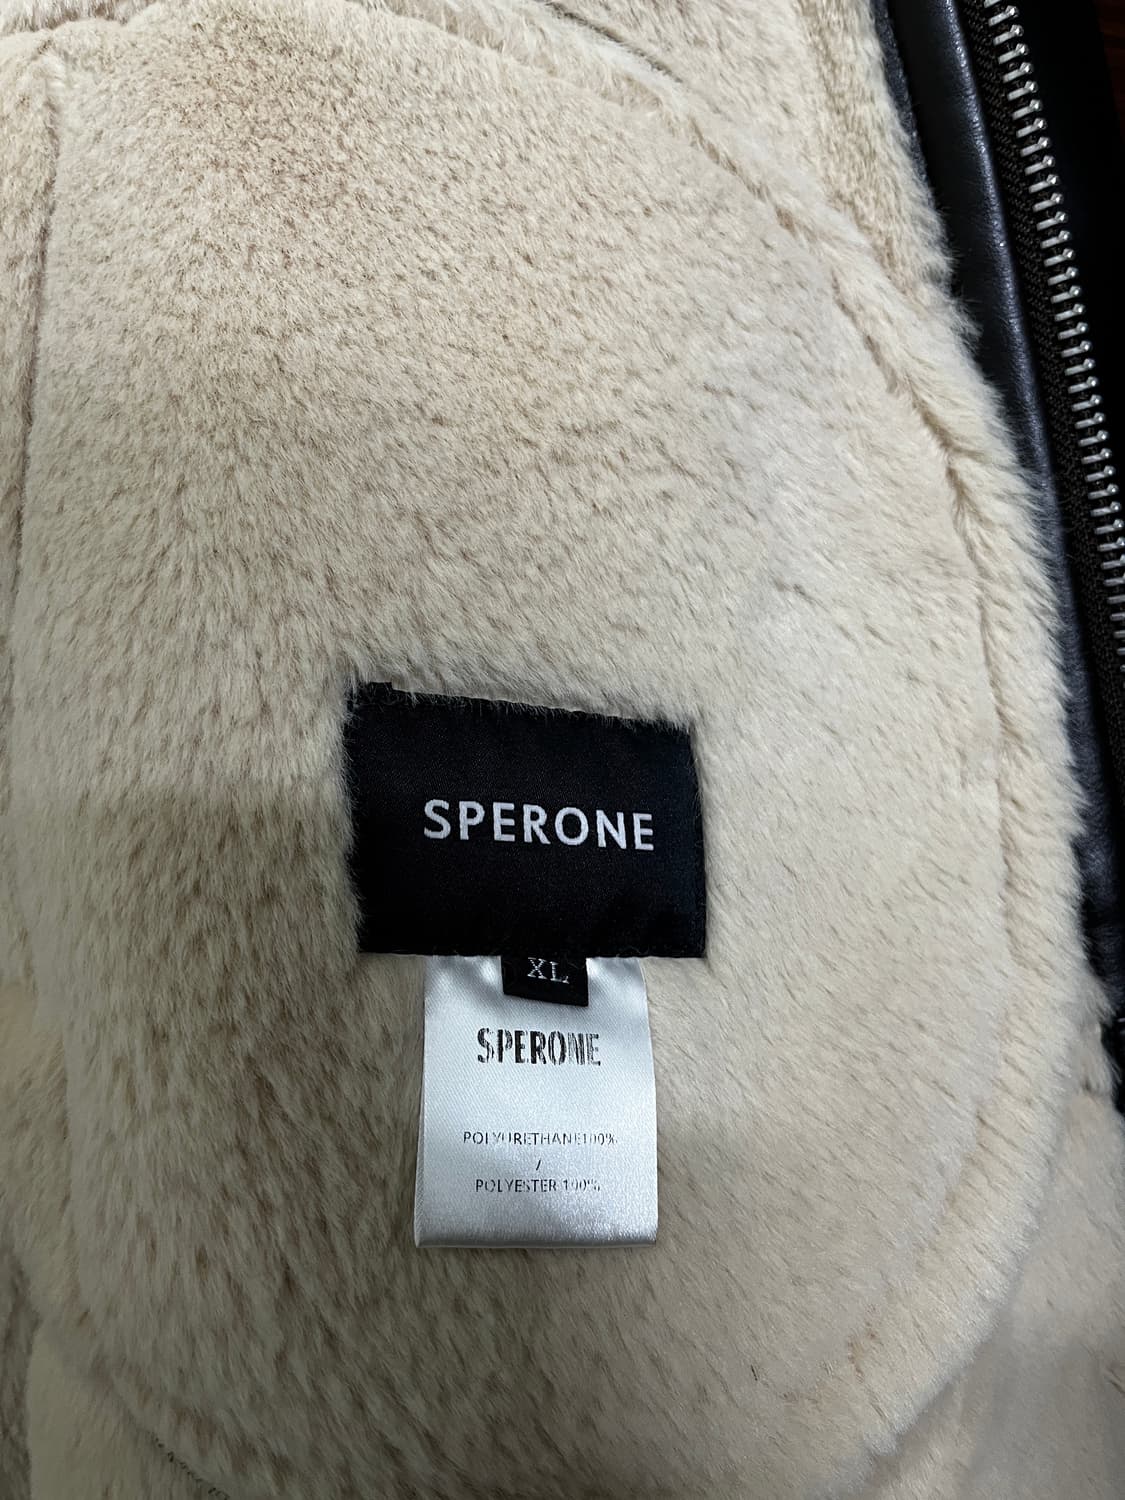 SPERONE
XL
SPERONE
POLYURETHANE100%
/
POLYESTER 100%